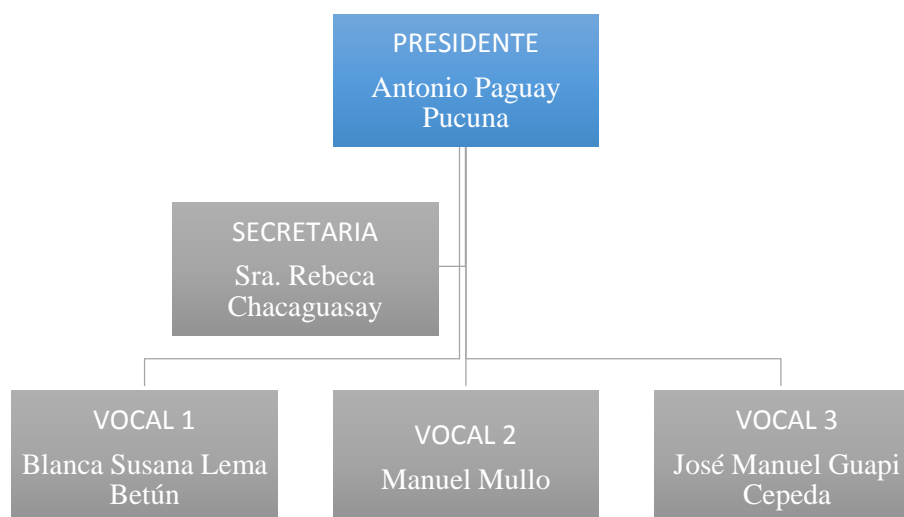 PRESIDENTE
Antonio Paguay
Pucuna
SECRETARIA
Sra. Rebeca
Chacaguasay
VOCAL 1
Blanca Susana Lema
Betún
VOCAL 2
Manuel Mullo
VOCAL 3
José Manuel Guapi
Cepeda